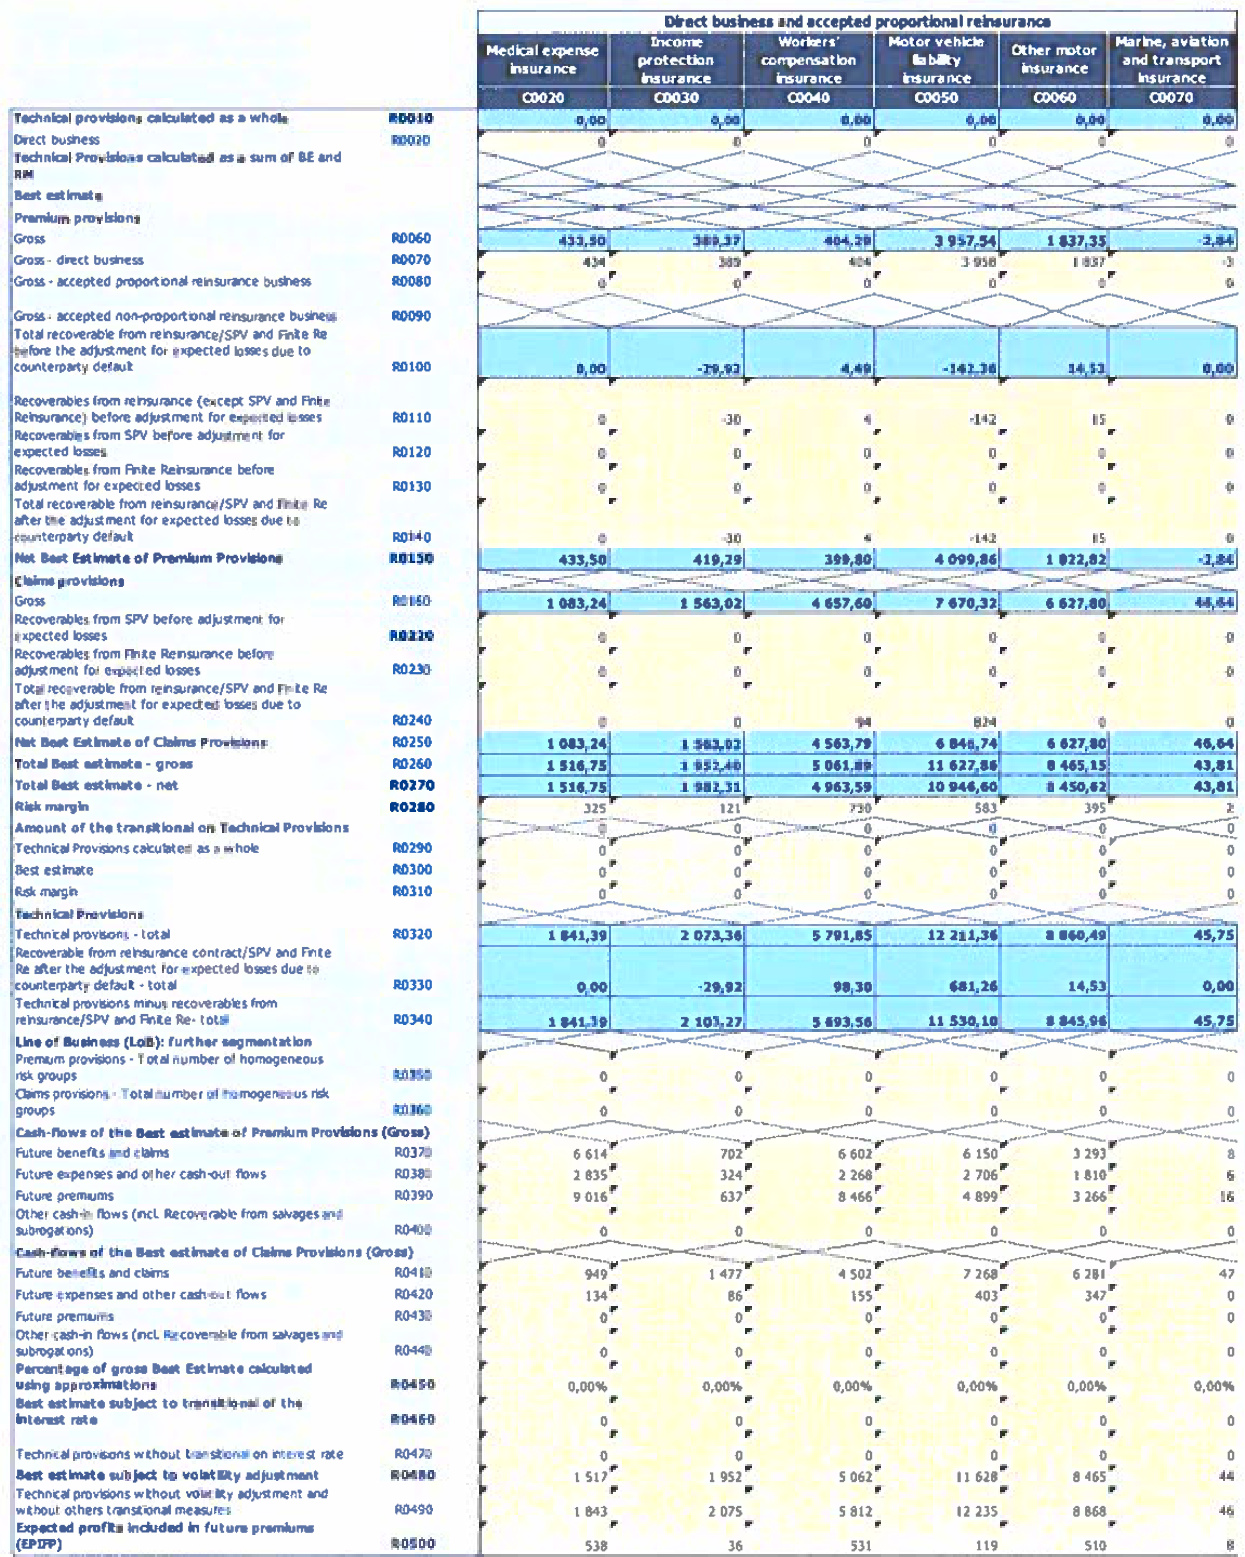 Direct business and accepted proportional reinsurance
Medical expense insurance | Income protection insurance | Workers' compensation insurance | Motor vehicle liability insurance | Other motor insurance | Marine, aviation and transport insurance
C0020 C0030 C0040 C0050 C0060 C0070
Technical provisions calculated as a whole R0010 0,00 0,00 0,00 0,00 0,00 0,00
Direct business R0020 0 0 0 0 0 0
Technical Provisions calculated as a sum of BE and
RM
Best estimate
Premium provisions
Gross R0060 433,50 389,37 404,29 3 957,54 1 837,35 -2,84
Gross - direct business R0070 434 389 404 3 958 1 837 -3
Gross - accepted proportional reinsurance business R0080 0 0 0 0 0 0
Gross - accepted non-proportional reinsurance business R0090
Total recoverable from reinsurance/SPV and Finite Re
before the adjustment for expected losses due to
counterparty default R0100 0,00 -29,92 4,49 -142,36 14,53 0,00
Recoverables from reinsurance (except SPV and Finite
Reinsurance) before adjustment for expected losses R0110 0 -30 4 -142 15 0
Recoverables from SPV before adjustment for
expected losses R0120 0 0 0 0 0 0
Recoverables from Finite Reinsurance before
adjustment for expected losses R0130 0 0 0 0 0 0
Total recoverable from reinsurance/SPV and Finite Re
after the adjustment for expected losses due to
counterparty default R0140 0 -30 4 -142 15 0
Net Best Estimate of Premium Provisions R0150 433,50 419,29 399,80 4 099,86 1 822,82 -2,84
Claims provisions
Gross R0160 1 083,24 1 563,02 4 657,60 7 670,32 6 627,80 46,64
Recoverables from SPV before adjustment for
expected losses R0220 0 0 0 0 0 0
Recoverables from Finite Reinsurance before
adjustment for expected losses R0230 0 0 0 0 0 0
Total recoverable from reinsurance/SPV and Finite Re
after the adjustment for expected losses due to
counterparty default R0240 0 0 94 824 0 0
Net Best Estimate of Claims Provisions R0250 1 083,24 1 563,02 4 563,79 6 846,74 6 627,80 46,64
Total Best estimate - gross R0260 1 516,75 1 952,40 5 061,89 11 627,86 8 465,15 43,81
Total Best estimate - net R0270 1 516,75 1 982,31 4 963,59 10 946,60 8 450,62 43,81
Risk margin R0280 325 121 730 583 395 2
Amount of the transitional on Technical Provisions 0 0 0 0 0 0
Technical Provisions calculated as a whole R0290 0 0 0 0 0 0
Best estimate R0300 0 0 0 0 0 0
Risk margin R0310 0 0 0 0 0 0
Technical Provisions
Technical provisions - total R0320 1 841,39 2 073,36 5 791,85 12 211,36 8 860,49 45,75
Recoverable from reinsurance contract/SPV and Finite
Re after the adjustment for expected losses due to
counterparty default - total R0330 0,00 -29,92 98,30 681,26 14,53 0,00
Technical provisions minus recoverables from
reinsurance/SPV and Finite Re- total R0340 1 841,39 2 103,27 5 693,56 11 530,10 8 845,96 45,75
Line of Business (LoB): further segmentation
Premium provisions - Total number of homogeneous
risk groups R0350 0 0 0 0 0 0
Claims provisions - Total number of homogeneous risk
groups R0360 0 0 0 0 0 0
Cash-flows of the Best estimate of Premium Provisions (Gross)
Future benefits and claims R0370 6 614 702 6 602 6 150 3 293 8
Future expenses and other cash-out flows R0380 2 835 324 2 268 2 706 1 810 6
Future premiums R0390 9 016 637 8 466 4 899 3 266 16
Other cash-in flows (incl. Recoverable from salvages and
subrogations) R0400 0 0 0 0 0 0
Cash-flows of the Best estimate of Claims Provisions (Gross)
Future benefits and claims R0410 949 1 477 4 502 7 268 6 281 47
Future expenses and other cash-out flows R0420 134 86 155 403 347 0
Future premiums R0430 0 0 0 0 0 0
Other cash-in flows (incl. Recoverable from salvages and
subrogations) R0440 0 0 0 0 0 0
Percentage of gross Best Estimate calculated
using approximations R0450 0,00% 0,00% 0,00% 0,00% 0,00% 0,00%
Best estimate subject to transitional of the
interest rate R0460 0 0 0 0 0 0
Technical provisions without transitional on interest rate R0470 0 0 0 0 0 0
Best estimate subject to volatility adjustment R0480 1 517 1 952 5 062 11 628 8 465 44
Technical provisions without volatility adjustment and
without others transitional measures R0490 1 843 2 075 5 812 12 235 8 868 46
Expected profits included in future premiums
(EPIFP) R0500 538 36 531 119 510 8